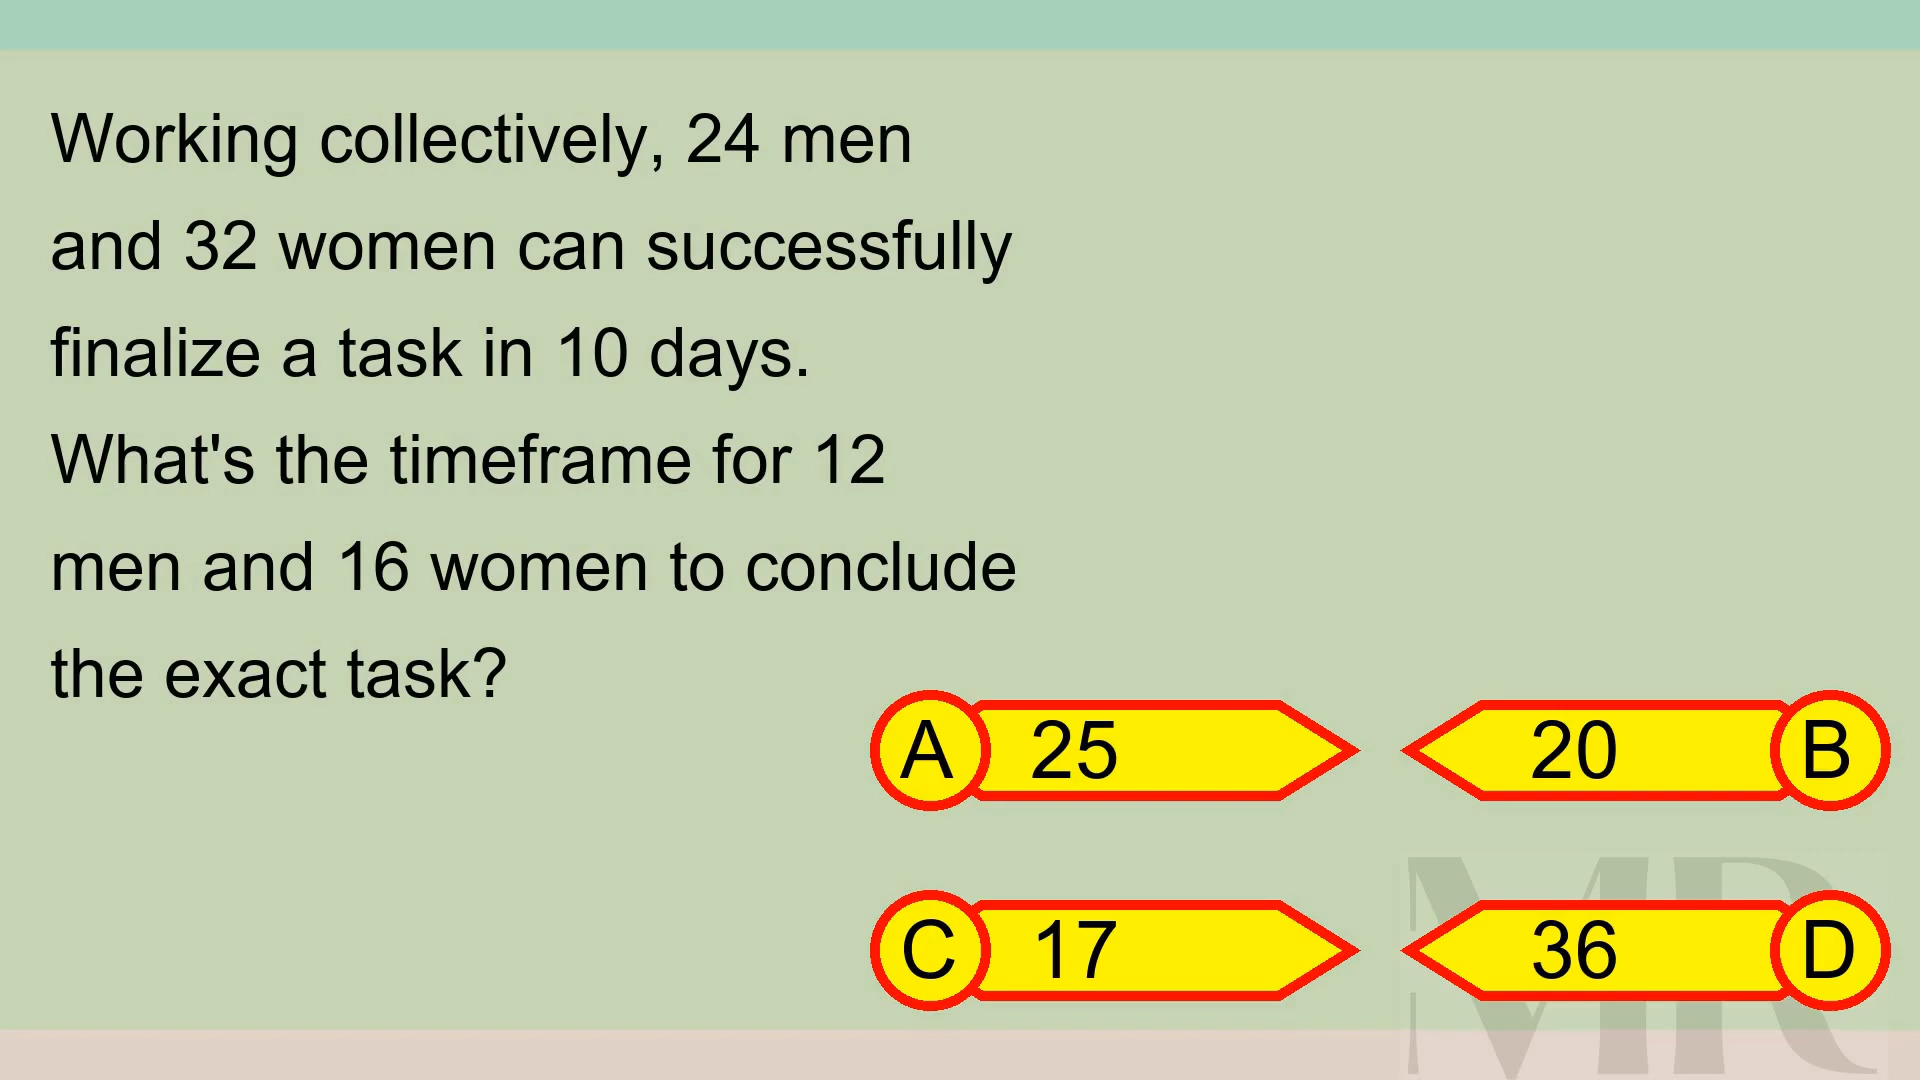 Working collectively, 24 men
and 32 women can successfully
finalize a task in 10 days.
What's the timeframe for 12
men and 16 women to conclude
the exact task?
A 25
20 B
C 17
36 D
MR